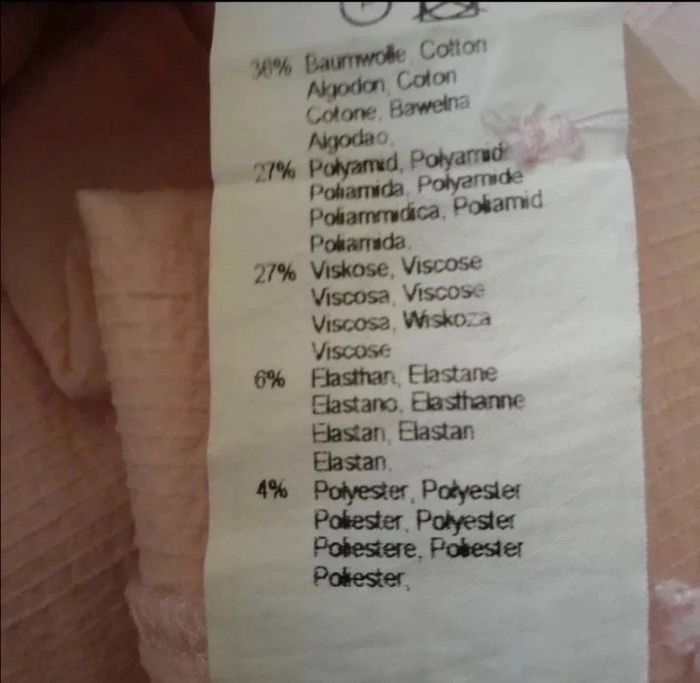 36% Baumwolle, Cotton
Algodon, Coton
Cotone, Bawelna
Algodao,
27% Polyamid, Polyamid
Poliamida, Polyamide
Poliammidica, Poliamid
Poliamida,
27% Viskose, Viscose
Viscosa, Viscose
Viscosa, Wiskoza
Viscose
6% Elasthan, Elastane
Elastano, Elasthanne
Elastan, Elastan
Elastan,
4% Polyester, Polyester
Poliester, Polyester
Poliestere, Poliester
Poliester,